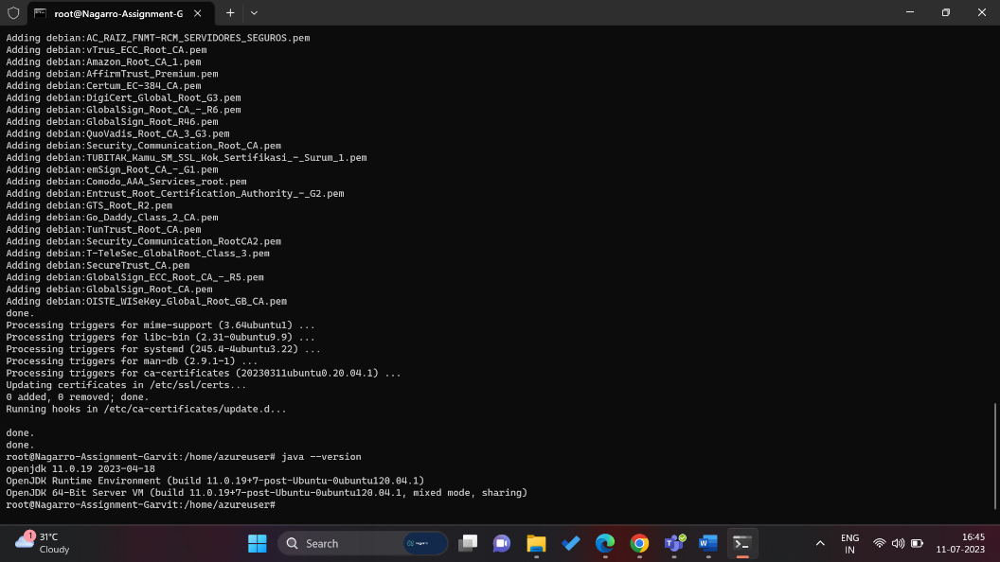 root@Nagarro-Assignment-G
Adding debian:AC_RAIZ_FNMT-RCM_SERVIDORES_SEGUROS.pem
Adding debian:vTrus_ECC_Root_CA.pem
Adding debian:Amazon_Root_CA_1.pem
Adding debian:AffirmTrust_Premium.pem
Adding debian:Certum_EC-384_CA.pem
Adding debian:DigiCert_Global_Root_G3.pem
Adding debian:GlobalSign_Root_CA_-_R6.pem
Adding debian:GlobalSign_Root_R46.pem
Adding debian:QuoVadis_Root_CA_3_G3.pem
Adding debian:Security_Communication_Root_CA.pem
Adding debian:TUBITAK_Kamu_SM_SSL_Kok_Sertifikasi_-_Surum_1.pem
Adding debian:emSign_Root_CA_-_G1.pem
Adding debian:Comodo_AAA_Services_root.pem
Adding debian:Entrust_Root_Certification_Authority_-_G2.pem
Adding debian:GTS_Root_R2.pem
Adding debian:Go_Daddy_Class_2_CA.pem
Adding debian:TunTrust_Root_CA.pem
Adding debian:Security_Communication_RootCA2.pem
Adding debian:T-TeleSec_GlobalRoot_Class_3.pem
Adding debian:SecureTrust_CA.pem
Adding debian:GlobalSign_ECC_Root_CA_-_R5.pem
Adding debian:GlobalSign_Root_CA.pem
Adding debian:OISTE_WISeKey_Global_Root_GB_CA.pem
done.
Processing triggers for mime-support (3.64ubuntu1) ...
Processing triggers for libc-bin (2.31-0ubuntu9.9) ...
Processing triggers for systemd (245.4-4ubuntu3.22) ...
Processing triggers for man-db (2.9.1-1) ...
Processing triggers for ca-certificates (20230311ubuntu0.20.04.1) ...
Updating certificates in /etc/ssl/certs...
0 added, 0 removed; done.
Running hooks in /etc/ca-certificates/update.d...
done.
done.
root@Nagarro-Assignment-Garvit:/home/azureuser# java --version
openjdk 11.0.19 2023-04-18
OpenJDK Runtime Environment (build 11.0.19+7-post-Ubuntu-0ubuntu120.04.1)
OpenJDK 64-Bit Server VM (build 11.0.19+7-post-Ubuntu-0ubuntu120.04.1, mixed mode, sharing)
root@Nagarro-Assignment-Garvit:/home/azureuser#
1
31°C
Cloudy
Search
nagarro
ENG
IN
16:45
11-07-2023